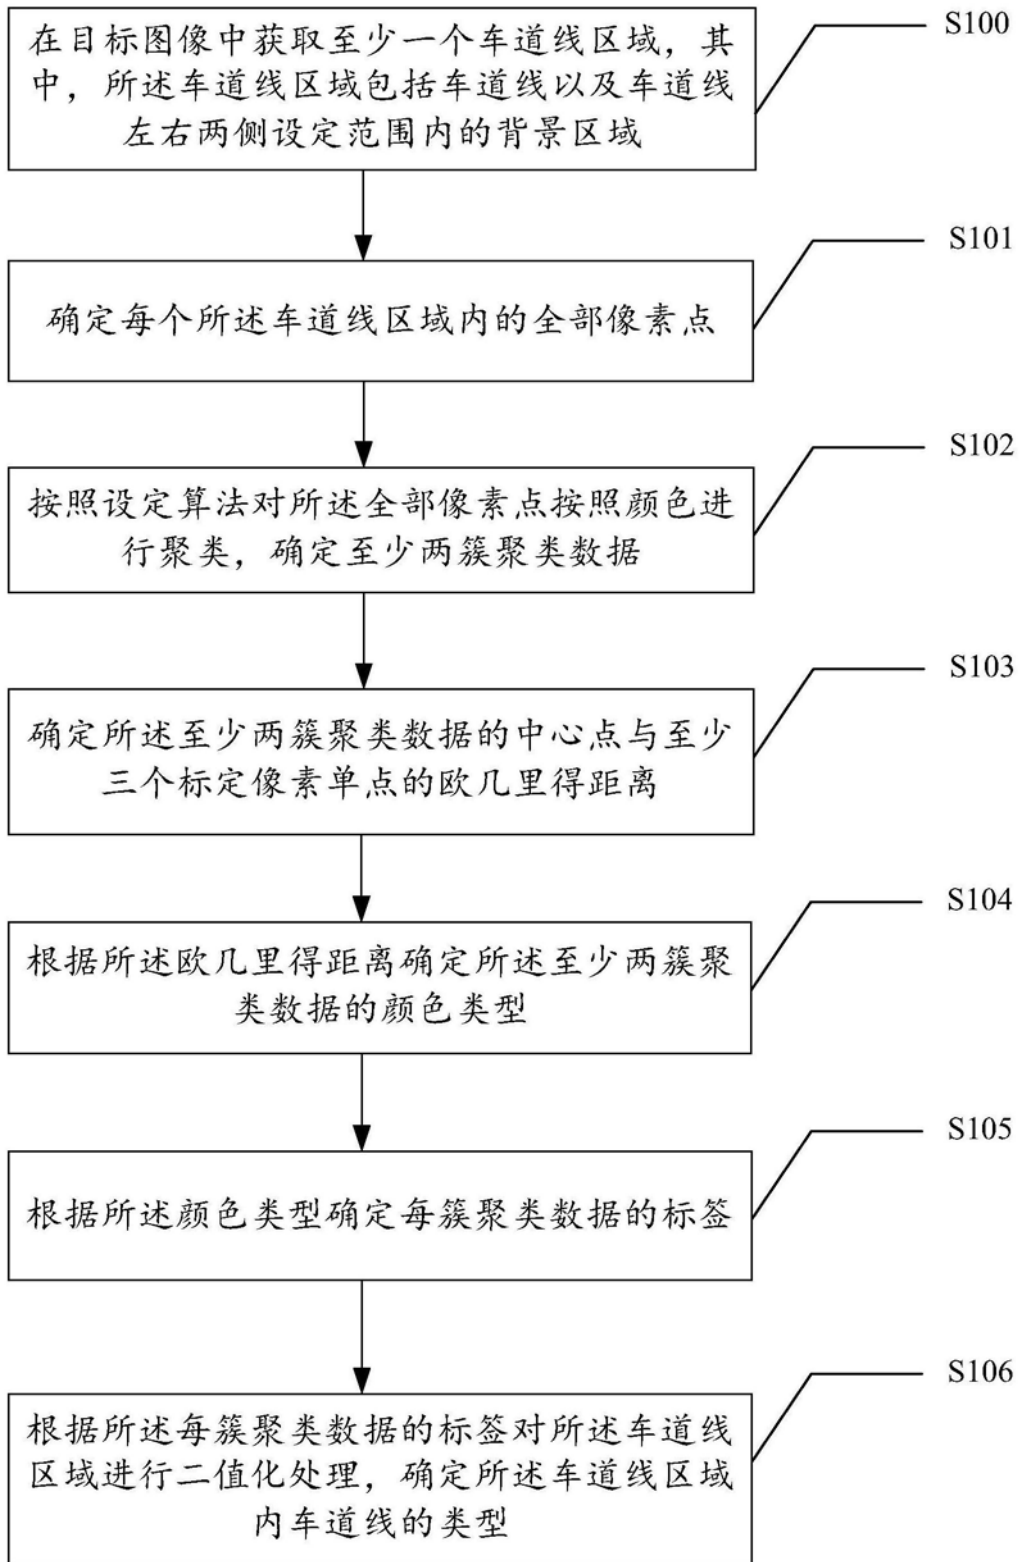 在目标图像中获取至少一个车道线区域，其
中，所述车道线区域包括车道线以及车道线
左右两侧设定范围内的背景区域
S100
确定每个所述车道线区域内的全部像素点
S101
按照设定算法对所述全部像素点按照颜色进
行聚类，确定至少两簇聚类数据
S102
确定所述至少两簇聚类数据的中心点与至少
三个标定像素单点的欧几里得距离
S103
根据所述欧几里得距离确定所述至少两簇聚
类数据的颜色类型
S104
根据所述颜色类型确定每簇聚类数据的标签
S105
根据所述每簇聚类数据的标签对所述车道线
区域进行二值化处理，确定所述车道线区域
内车道线的类型
S106